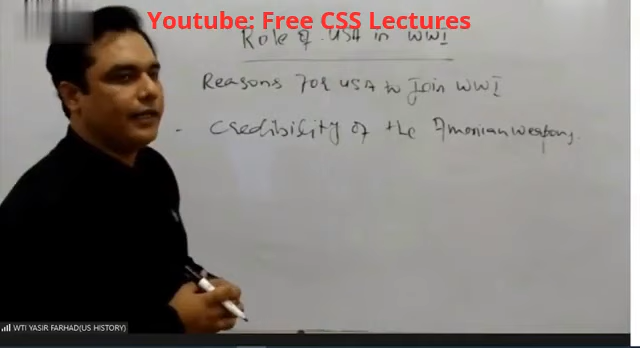 Youtube: Free CSS Lectures
Role of USA in WWI
Reasons for USA to Join WWI
- Credibility of the American weapons.
WTI YASIR FARHAD(US HISTORY)